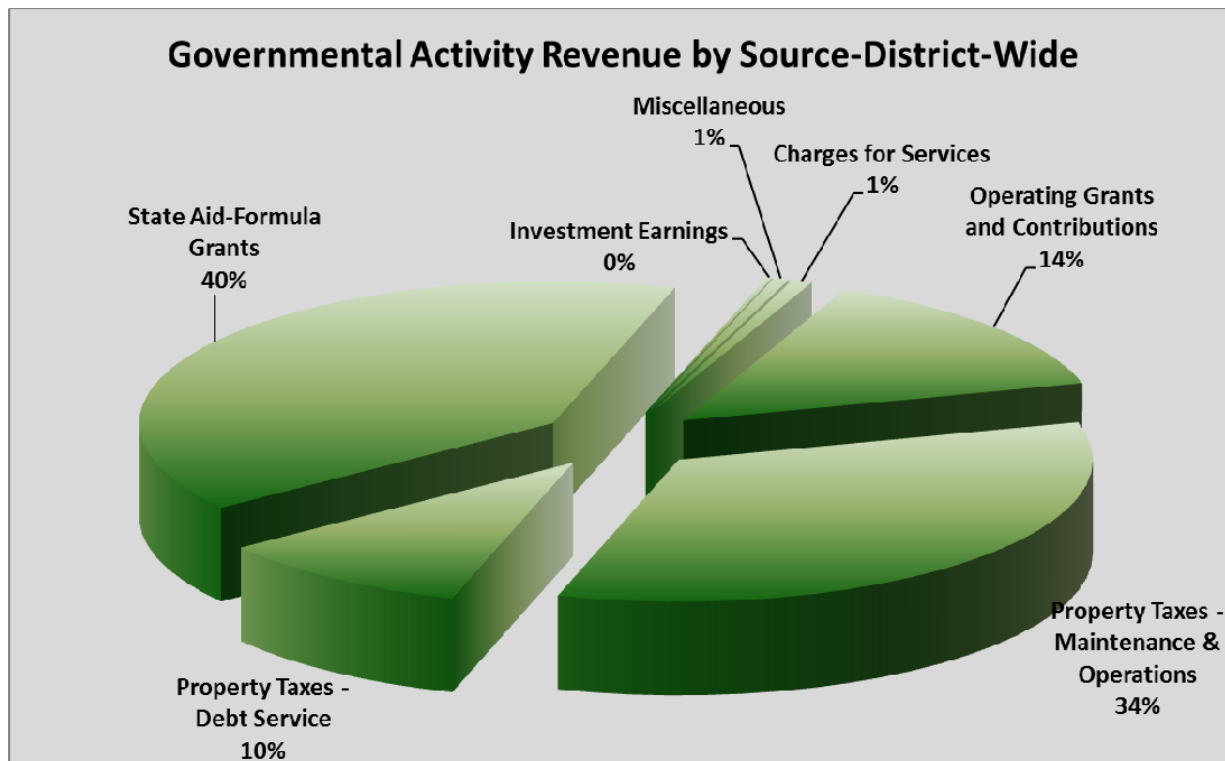 Governmental Activity Revenue by Source-District-Wide
Miscellaneous
1%
Charges for Services
1%
Operating Grants
and Contributions
14%
State Aid-Formula
Grants
40%
Investment Earnings
0%
Property Taxes -
Maintenance &
Operations
34%
Property Taxes -
Debt Service
10%